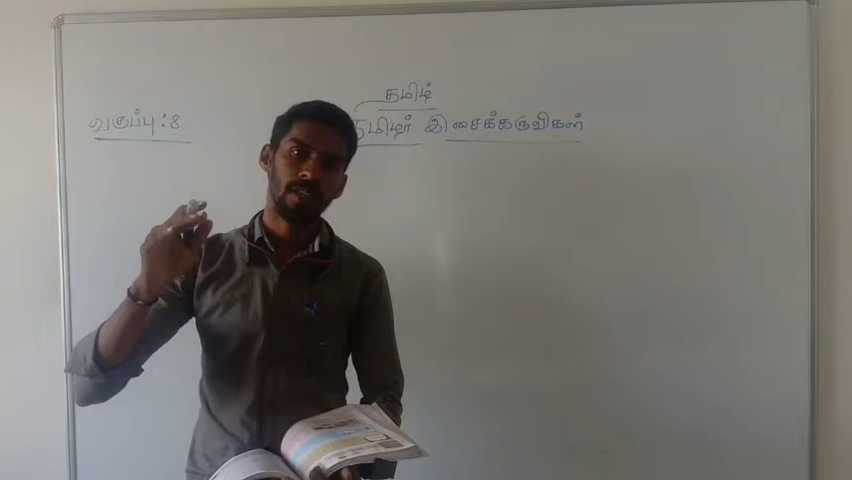 தமிழ்
வகுப்பு : 8
தமிழர் இசைக்கருவிகள்